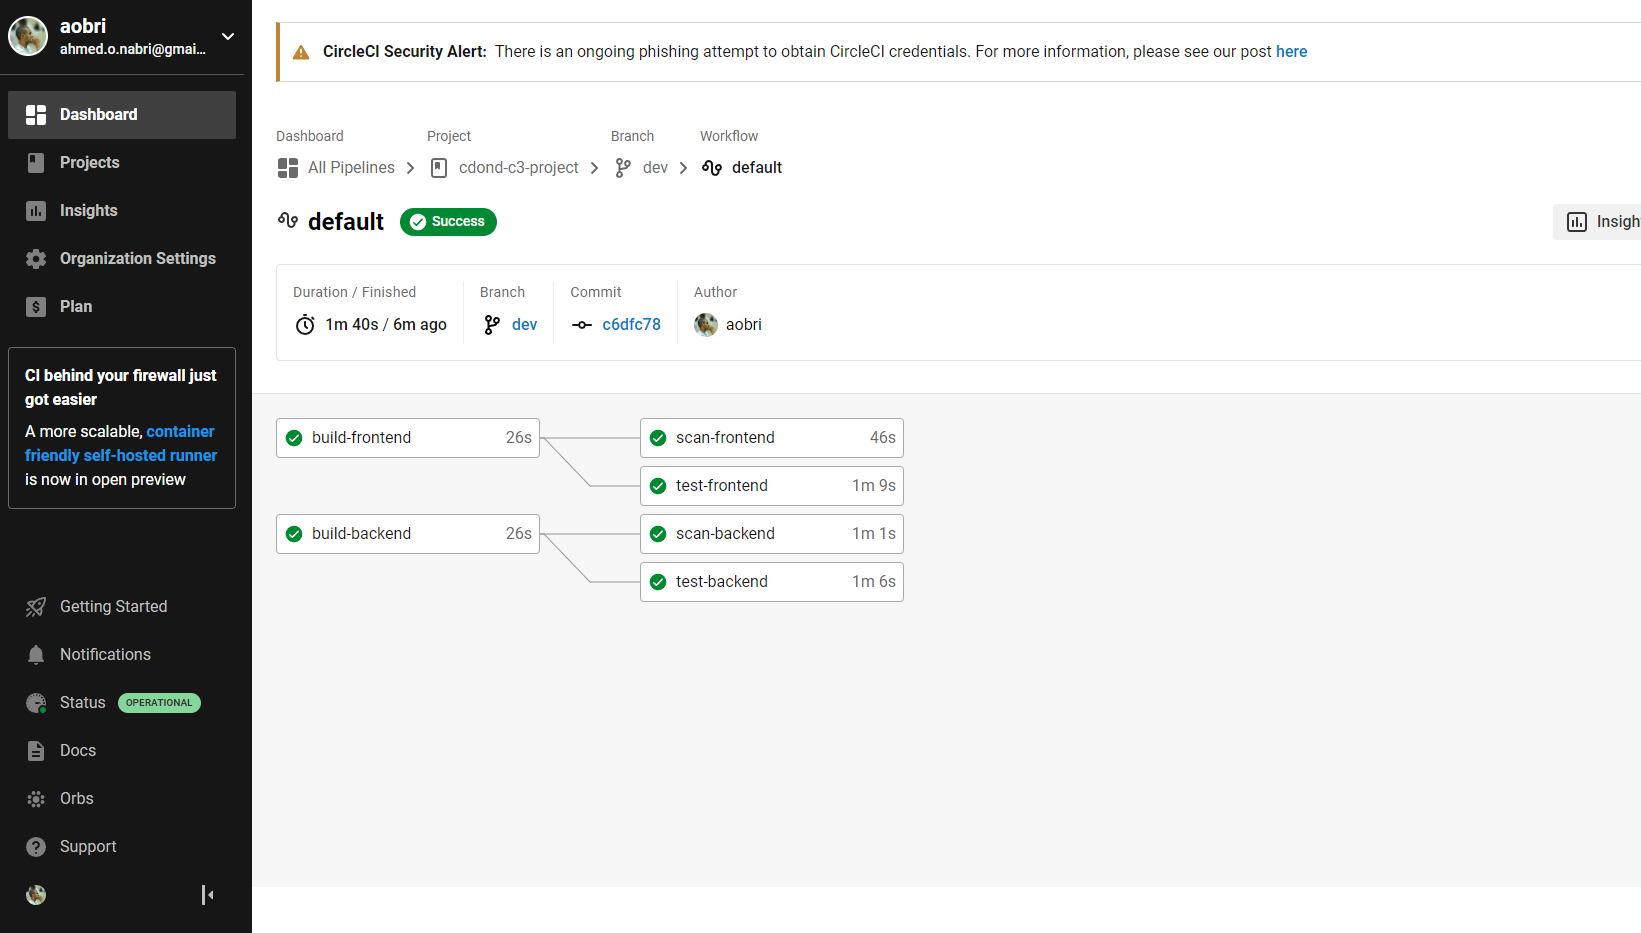 aobri
ahmed.o.nabri@gmai...
Dashboard
Projects
Insights
Organization Settings
Plan
CI behind your firewall just
got easier
A more scalable, container
friendly self-hosted runner
is now in open preview
Getting Started
Notifications
Status OPERATIONAL
Docs
Orbs
Support
CircleCI Security Alert: There is an ongoing phishing attempt to obtain CircleCI credentials. For more information, please see our post here
Dashboard Project Branch Workflow
All Pipelines cdond-c3-project dev default
default Success
Insigh
Duration / Finished Branch Commit Author
1m 40s / 6m ago dev c6dfc78 aobri
build-frontend 26s scan-frontend 46s
test-frontend 1m 9s
build-backend 26s scan-backend 1m 1s
test-backend 1m 6s